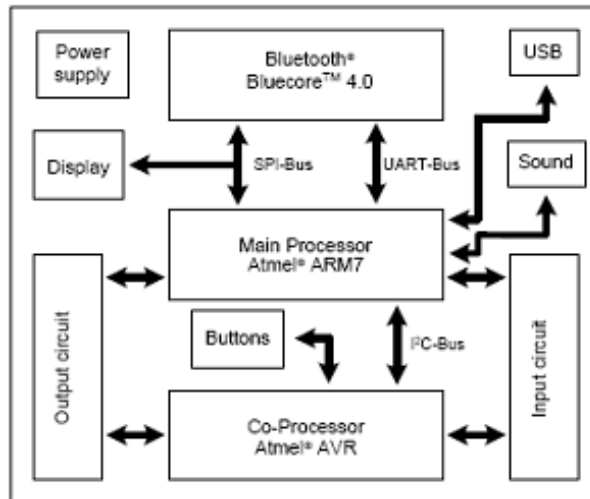 Power
supply
Bluetooth®
Bluecore™ 4.0
USB
Display
SPI-Bus
UART-Bus
Sound
Main Processor
Atmel® ARM7
Output circuit
Buttons
I²C-Bus
Input circuit
Co-Processor
Atmel® AVR